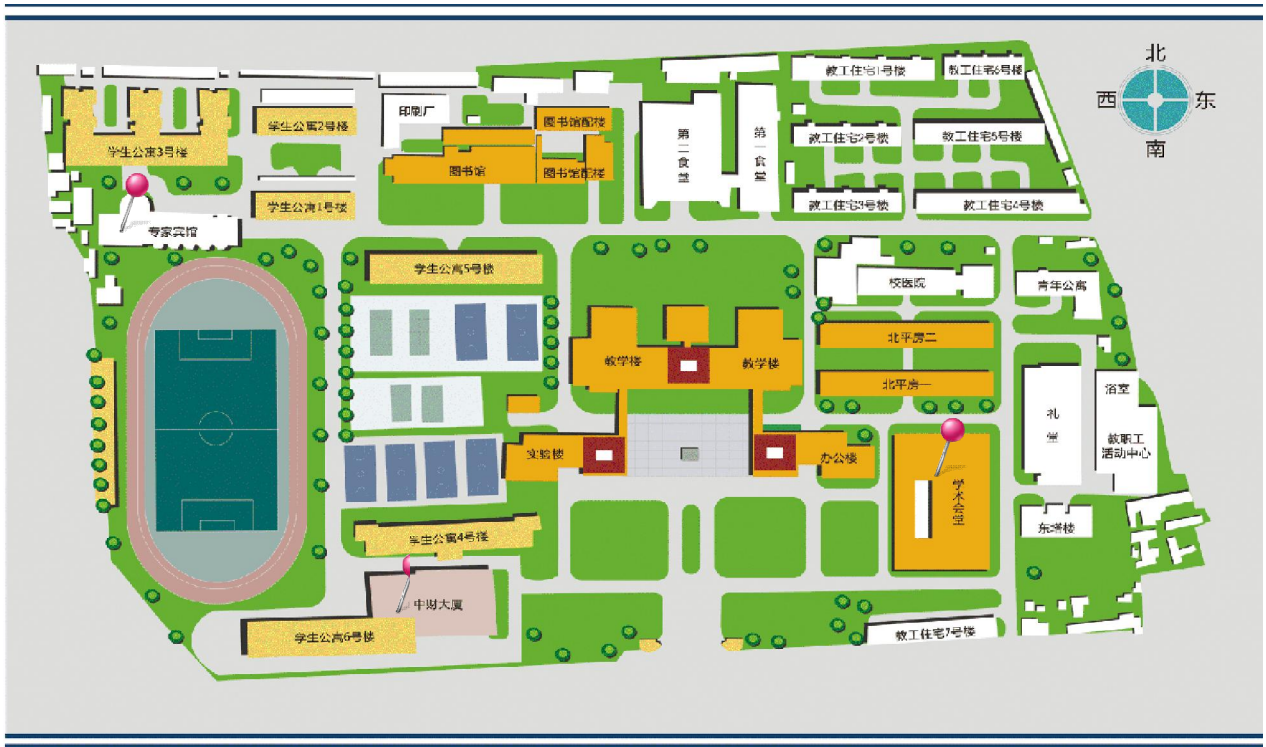 北
西
东
南
教工住宅1号楼
教工住宅6号楼
印刷厂
学生公寓2号楼
图书馆配楼
学生公寓3号楼
第二食堂
第一食堂
教工住宅2号楼
教工住宅5号楼
图书馆
图书馆配楼
学生公寓1号楼
教工住宅3号楼
教工住宅4号楼
专家宾馆
学生公寓5号楼
校医院
青年公寓
北平房二
教学楼
教学楼
北平房一
浴室
礼堂
教职工
活动中心
实验楼
办公楼
学术会堂
东塔楼
学生公寓4号楼
中财大厦
学生公寓6号楼
教工住宅7号楼